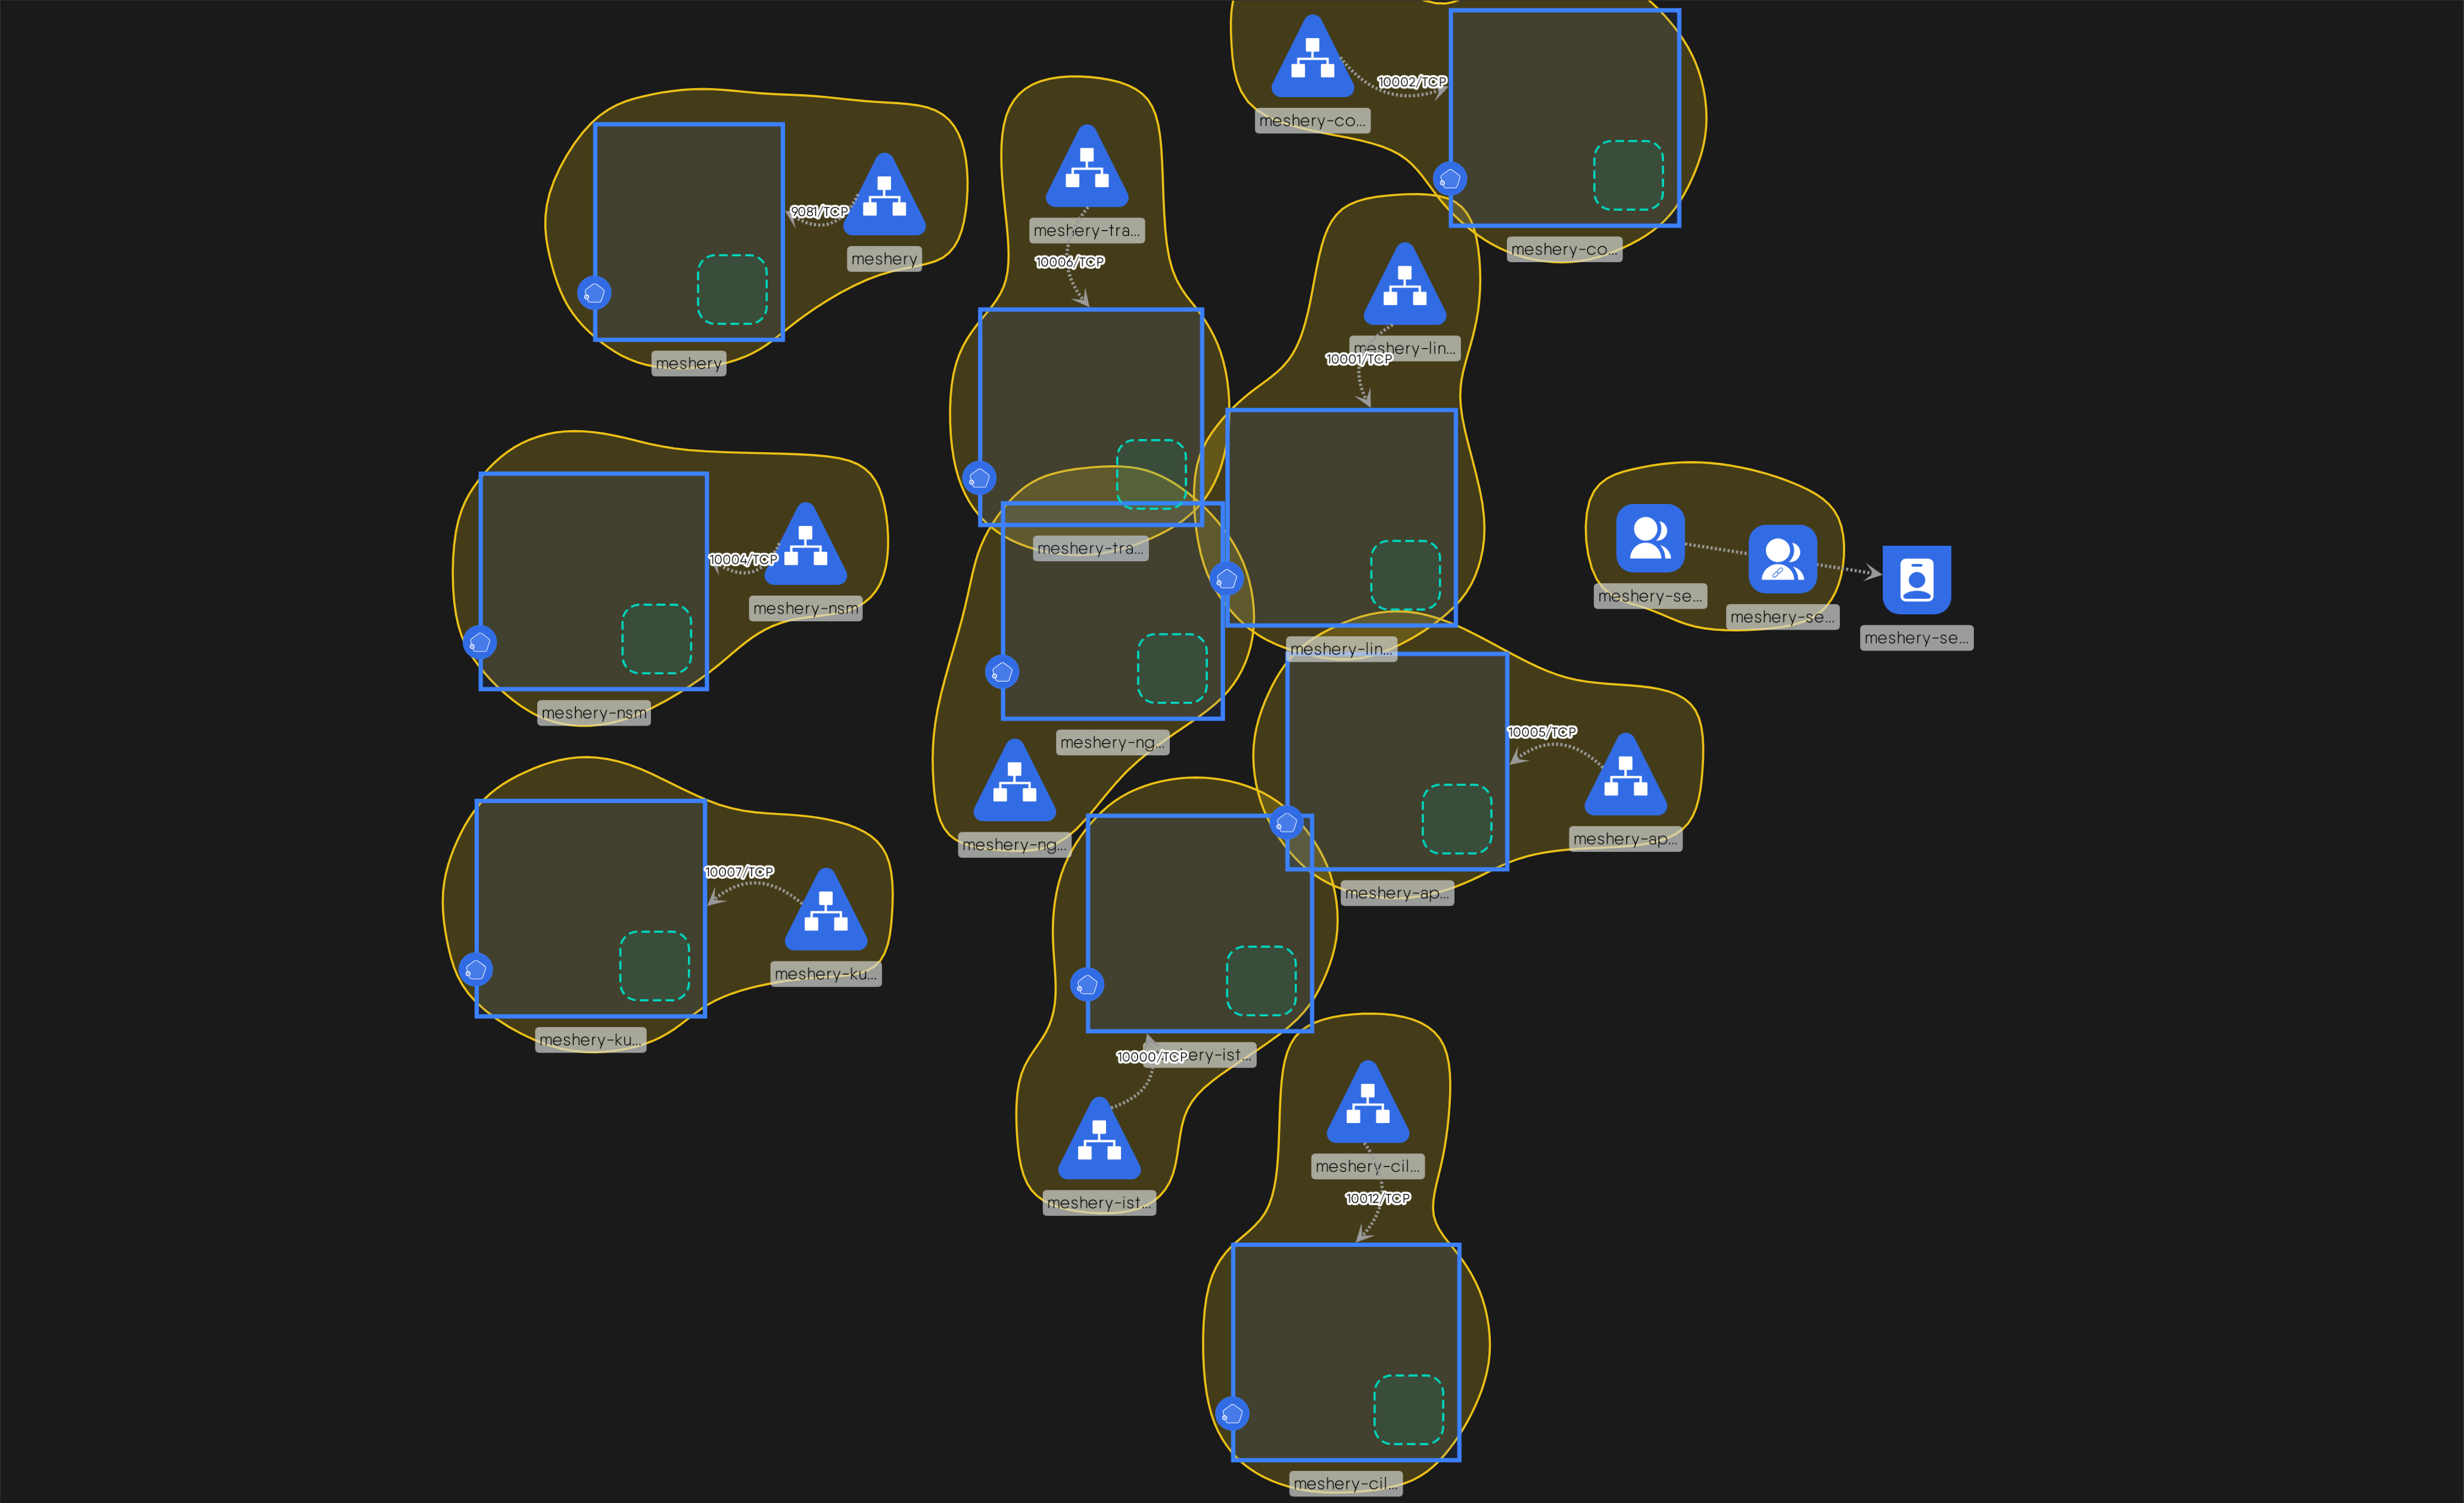 10002/TCP
meshery-co...
meshery-co...
9081/TCP
meshery
meshery
meshery-tra...
10006/TCP
meshery-tra...
meshery-lin...
10001/TCP
meshery-lin...
10004/TCP
meshery-nsm
meshery-nsm
meshery-se...
meshery-se...
meshery-se...
meshery-ng...
meshery-ng...
10005/TCP
meshery-ap...
meshery-ap...
10007/TCP
meshery-ku...
meshery-ku...
10000/TCP
ery-ist...
meshery-ist...
meshery-cil...
10012/TCP
meshery-cil...